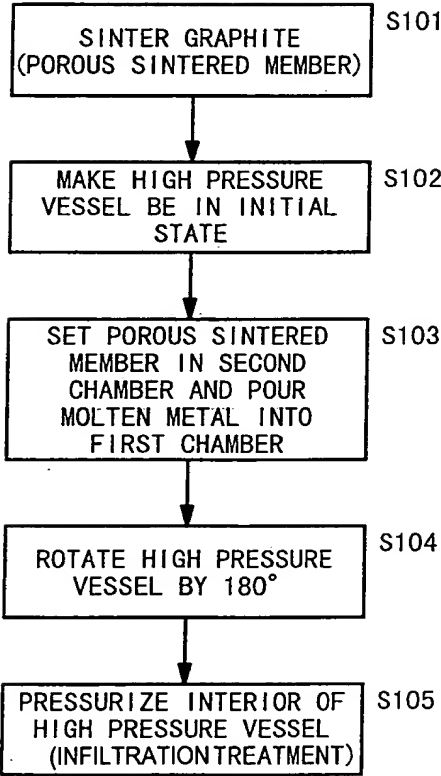 S101
SINTER GRAPHITE
(POROUS SINTERED MEMBER)
S102
MAKE HIGH PRESSURE
VESSEL BE IN INITIAL
STATE
S103
SET POROUS SINTERED
MEMBER IN SECOND
CHAMBER AND POUR
MOLTEN METAL INTO
FIRST CHAMBER
S104
ROTATE HIGH PRESSURE
VESSEL BY 180°
S105
PRESSURIZE INTERIOR OF
HIGH PRESSURE VESSEL
(INFILTRATION TREATMENT)